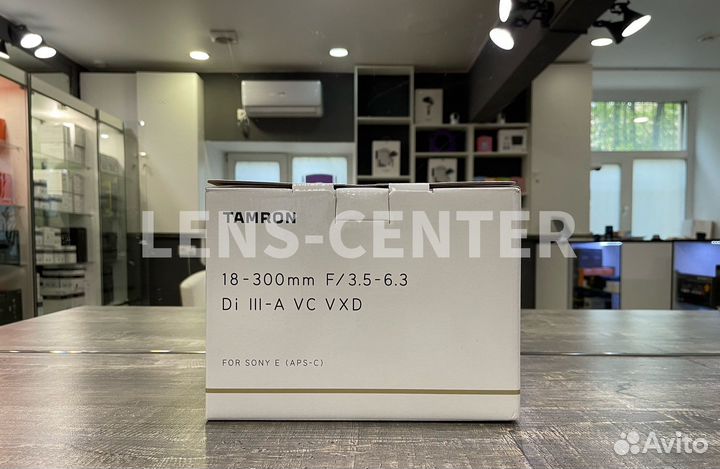 TAMRON
LENS-CENTER
18-300mm F/3.5-6.3
Di III-A VC VXD
FOR SONY E (APS-C)
Avito